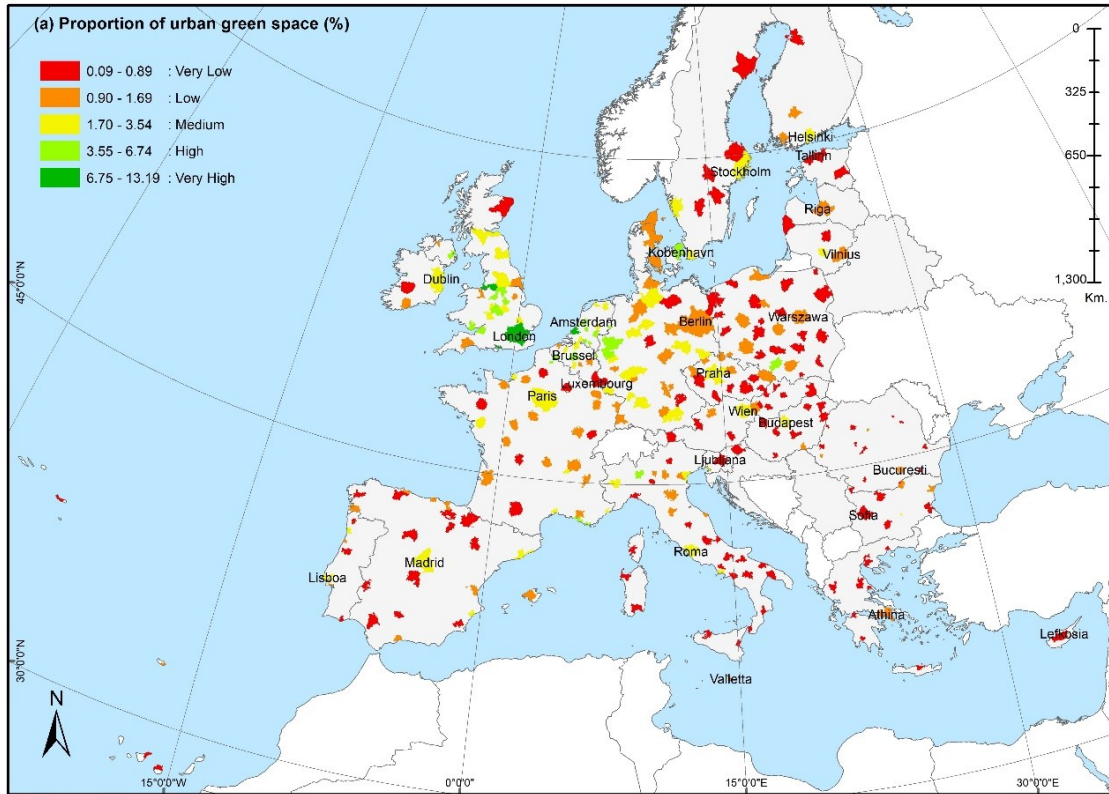 (a) Proportion of urban green space (%)
0.09 - 0.89 : Very Low
0.90 - 1.69 : Low
1.70 - 3.54 : Medium
3.55 - 6.74 : High
6.75 - 13.19 : Very High
0
325
650
1,300
Km.
Helsinki
Tallinn
Stockholm
Riga
Kobenhavn
Vilnius
Dublin
Amsterdam
Berlin
Warszawa
London
Brussel
Praha
Luxembourg
Paris
Wien
Budapest
Ljubljana
Bucuresti
Sofia
Roma
Madrid
Lisboa
Athina
Lefkosia
Valletta
45°0'0"N
30°0'0"N
N
15°0'0"W
0°0'0"
15°0'0"E
30°0'0"E